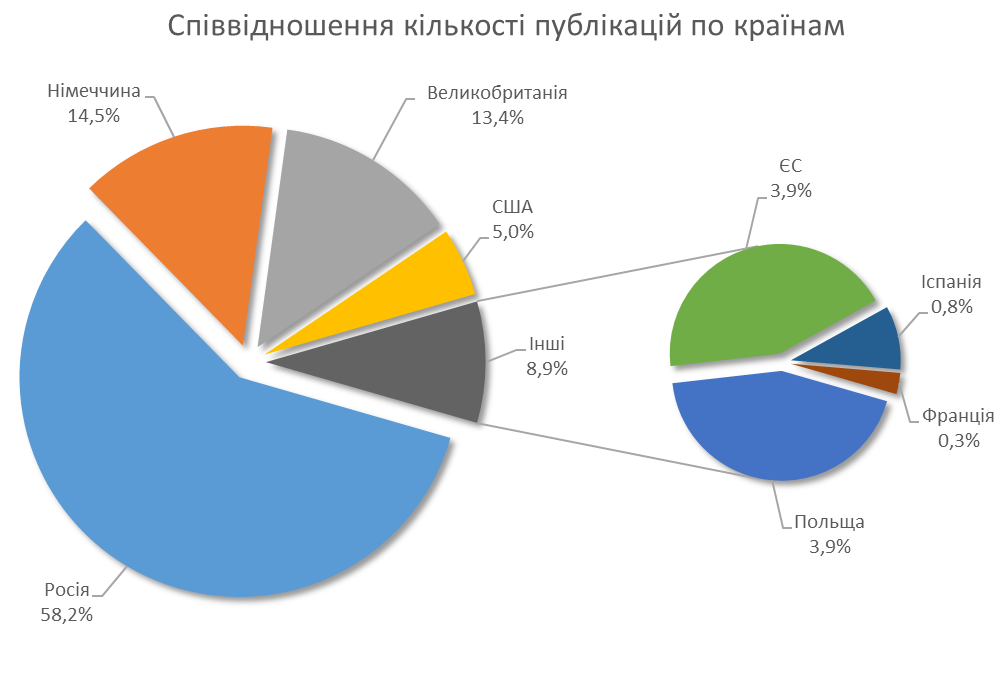 Співвідношення кількості публікацій по країнам
Німеччина
14,5%
Великобританія
13,4%
США
5,0%
Інші
8,9%
Росія
58,2%
ЄС
3,9%
Іспанія
0,8%
Франція
0,3%
Польща
3,9%